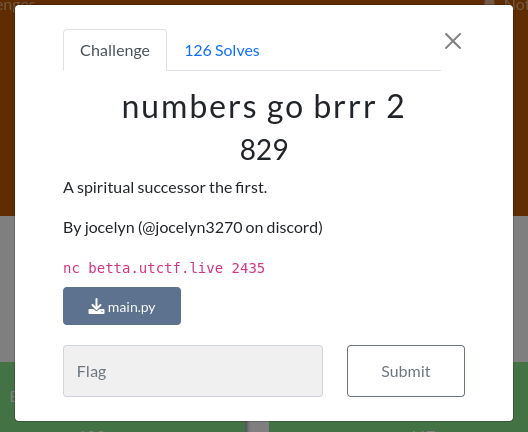 Challenge
126 Solves
numbers go brrr 2
829
A spiritual successor the first.
By jocelyn (@jocelyn3270 on discord)
nc betta.utctf.live 2435
main.py
Flag
Submit